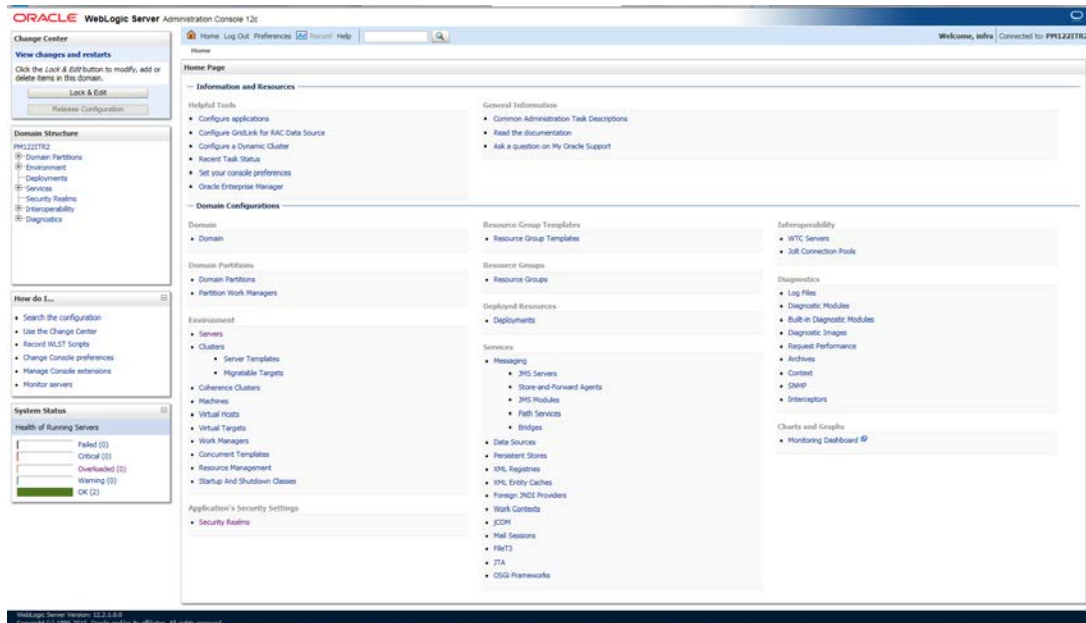 ORACLE WebLogic Server Administration Console 12c
Change Center
View changes and restarts
Click the Lock & Edit button to modify, add or
delete items in this domain.
Lock & Edit
Release Configuration
Domain Structure
PM122ITR2
Domain Partitions
Environment
Deployments
Services
Security Realms
Interoperability
Diagnostics
How do I...
Search the configuration
Use the Change Center
Record WLST Scripts
Change Console preferences
Manage Console extensions
Monitor servers
System Status
Health of Running Servers
Failed (0)
Critical (0)
Overloaded (0)
Warning (0)
OK (2)
Home Log Out Preferences Record Help
Welcome, infra Connected to: PM122ITR2
Home
Home Page
Information and Resources
Helpful Tools
Configure applications
Configure GridLink for RAC Data Source
Configure a Dynamic Cluster
Recent Task Status
Set your console preferences
Oracle Enterprise Manager
General Information
Common Administration Task Descriptions
Read the documentation
Ask a question on My Oracle Support
Domain Configurations
Domain
Domain
Domain Partitions
Domain Partitions
Partition Work Managers
Environment
Servers
Clusters
Server Templates
Migratable Targets
Coherence Clusters
Machines
Virtual Hosts
Virtual Targets
Work Managers
Concurrent Templates
Resource Management
Startup And Shutdown Classes
Application's Security Settings
Security Realms
Resource Group Templates
Resource Group Templates
Resource Groups
Resource Groups
Deployed Resources
Deployments
Services
Messaging
JMS Servers
Store-and-Forward Agents
JMS Modules
Path Services
Bridges
Data Sources
Persistent Stores
XML Registries
XML Entity Caches
Foreign JNDI Providers
Work Contexts
jCOM
Mail Sessions
FileT3
JTA
OSGi Frameworks
Interoperability
WTC Servers
Jolt Connection Pools
Diagnostics
Log Files
Diagnostic Modules
Built-in Diagnostic Modules
Diagnostic Images
Request Performance
Archives
Context
SNMP
Interceptors
Charts and Graphs
Monitoring Dashboard
WebLogic Server Version: 12.2.1.0.0